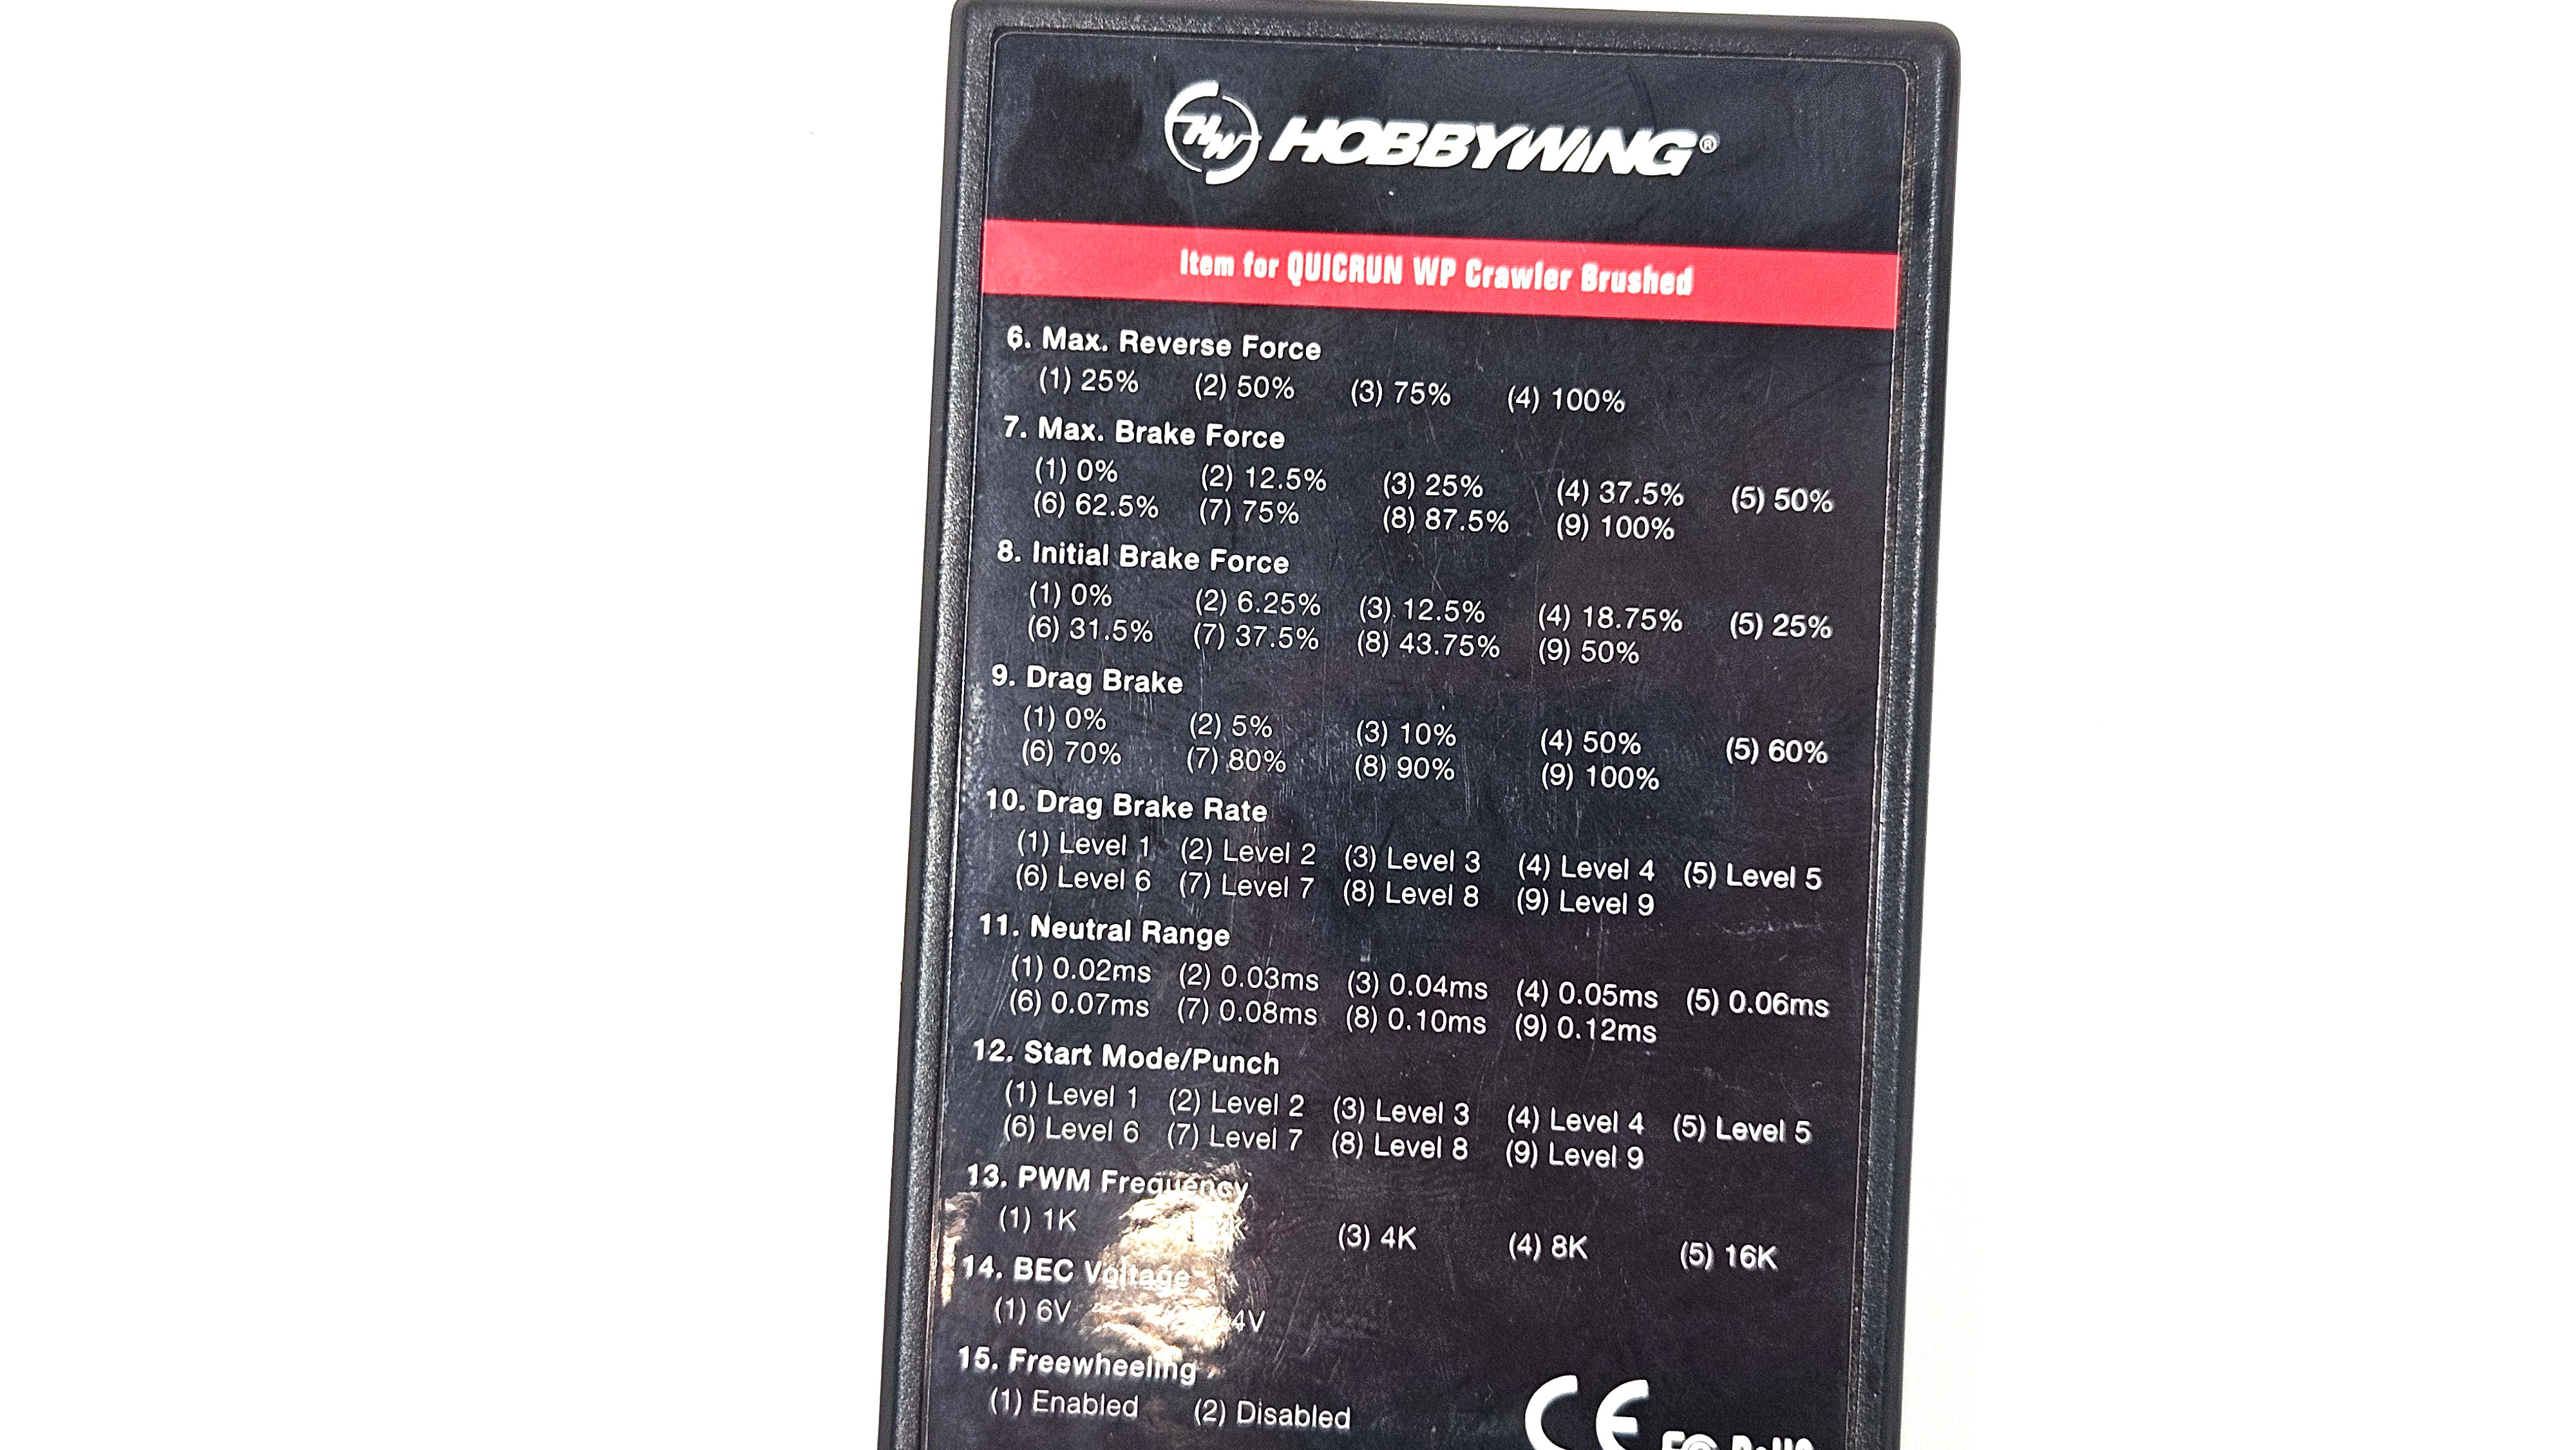 HW HOBBYWING®
Item for QUICRUN WP Crawler Brushed
6. Max. Reverse Force
(1) 25% (2) 50% (3) 75% (4) 100%
7. Max. Brake Force
(1) 0% (2) 12.5% (3) 25% (4) 37.5% (5) 50%
(6) 62.5% (7) 75% (8) 87.5% (9) 100%
8. Initial Brake Force
(1) 0% (2) 6.25% (3) 12.5% (4) 18.75% (5) 25%
(6) 31.5% (7) 37.5% (8) 43.75% (9) 50%
9. Drag Brake
(1) 0% (2) 5% (3) 10% (4) 50% (5) 60%
(6) 70% (7) 80% (8) 90% (9) 100%
10. Drag Brake Rate
(1) Level 1 (2) Level 2 (3) Level 3 (4) Level 4 (5) Level 5
(6) Level 6 (7) Level 7 (8) Level 8 (9) Level 9
11. Neutral Range
(1) 0.02ms (2) 0.03ms (3) 0.04ms (4) 0.05ms (5) 0.06ms
(6) 0.07ms (7) 0.08ms (8) 0.10ms (9) 0.12ms
12. Start Mode/Punch
(1) Level 1 (2) Level 2 (3) Level 3 (4) Level 4 (5) Level 5
(6) Level 6 (7) Level 7 (8) Level 8 (9) Level 9
13. PWM Frequency
(1) 1K (3) 4K (4) 8K (5) 16K
14. BEC Voltage
(1) 6V
15. Freewheeling
(1) Enabled (2) Disabled
CE